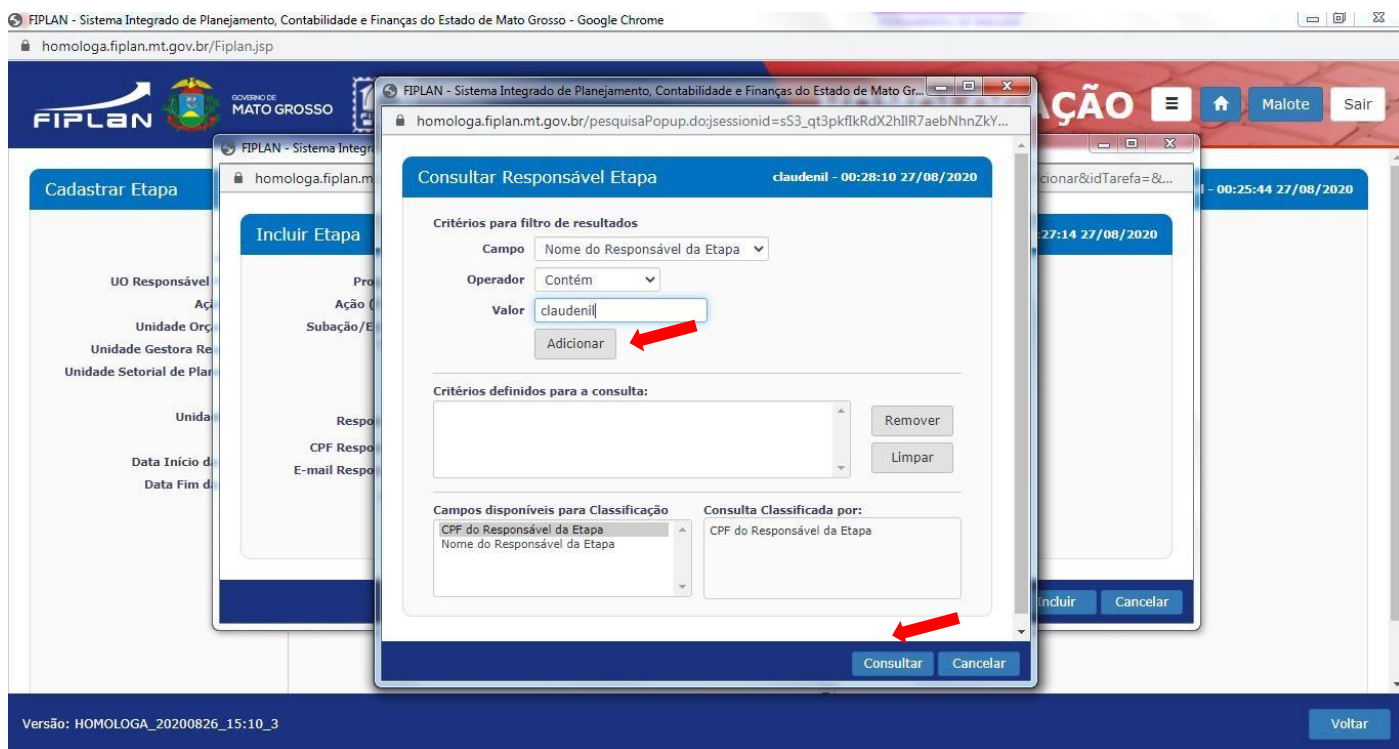 FIPLAN - Sistema Integrado de Planejamento, Contabilidade e Finanças do Estado de Mato Grosso - Google Chrome
homologa.fiplan.mt.gov.br/Fiplan.jsp
FIPLAN
GOVERNO DE
MATO GROSSO
AÇÃO
Malote
Sair
Cadastrar Etapa
- 00:25:44 27/08/2020
UO Responsável
Unidade Gestora Re
Unidade Setorial de Plan
Unida
Data Início d
Data Fim d
FIPLAN - Sistema Integr
homologa.fiplan.m
cionar&idTarefa=&...
Incluir Etapa
:27:14 27/08/2020
Pro
Ação (
Subação/E
Respo
CPF Respo
E-mail Respo
Incluir
Cancelar
FIPLAN - Sistema Integrado de Planejamento, Contabilidade e Finanças do Estado de Mato Gr...
homologa.fiplan.mt.gov.br/pesquisaPopup.do;jsessionid=sS3_qt3pkfIkRdX2hIlR7aebNhnZkY...
Consultar Responsável Etapa
claudenil - 00:28:10 27/08/2020
Critérios para filtro de resultados
Campo Nome do Responsável da Etapa
Operador Contém
Valor claudenil
Adicionar
Critérios definidos para a consulta:
Remover
Limpar
Campos disponíveis para Classificação
CPF do Responsável da Etapa
Nome do Responsável da Etapa
Consulta Classificada por:
CPF do Responsável da Etapa
Consultar
Cancelar
Versão: HOMOLOGA_20200826_15:10_3
Voltar